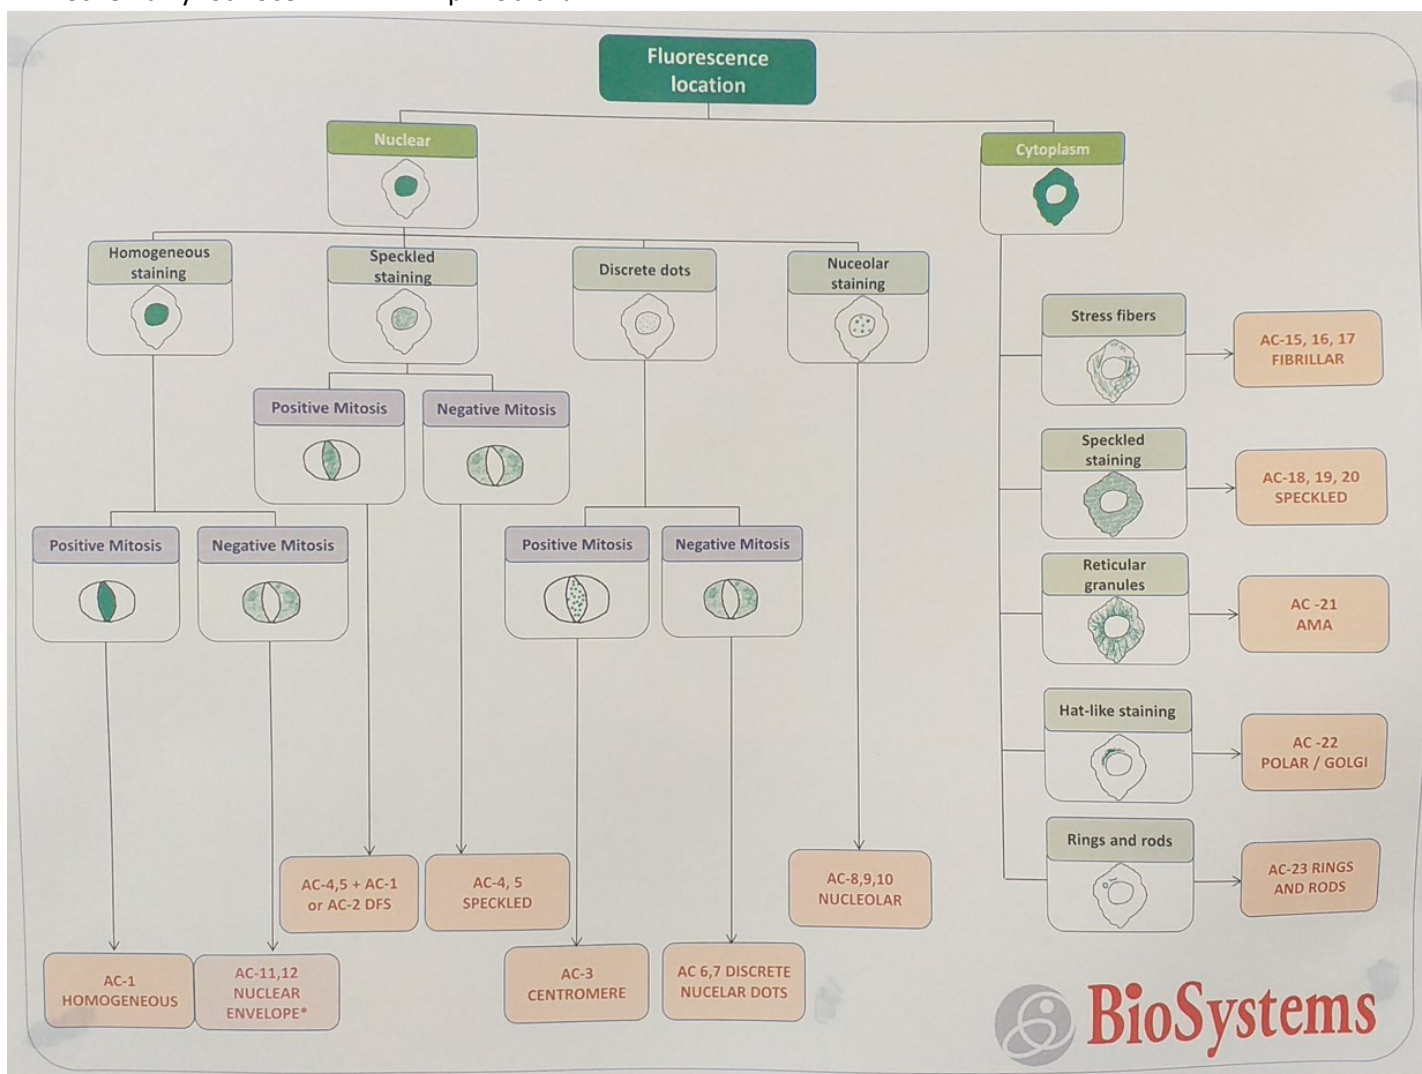 Fluorescence
location
Nuclear
Cytoplasm
Homogeneous
staining
Speckled
staining
Discrete dots
Nuceolar
staining
Positive Mitosis
Negative Mitosis
Positive Mitosis
Negative Mitosis
Positive Mitosis
Negative Mitosis
AC-4,5 + AC-1
or AC-2 DFS
AC-4, 5
SPECKLED
AC-8,9,10
NUCLEOLAR
AC-1
HOMOGENEOUS
AC-11,12
NUCLEAR
ENVELOPE*
AC-3
CENTROMERE
AC 6,7 DISCRETE
NUCELAR DOTS
Stress fibers
AC-15, 16, 17
FIBRILLAR
Speckled
staining
AC-18, 19, 20
SPECKLED
Reticular
granules
AC -21
AMA
Hat-like staining
AC -22
POLAR / GOLGI
Rings and rods
AC-23 RINGS
AND RODS
BioSystems